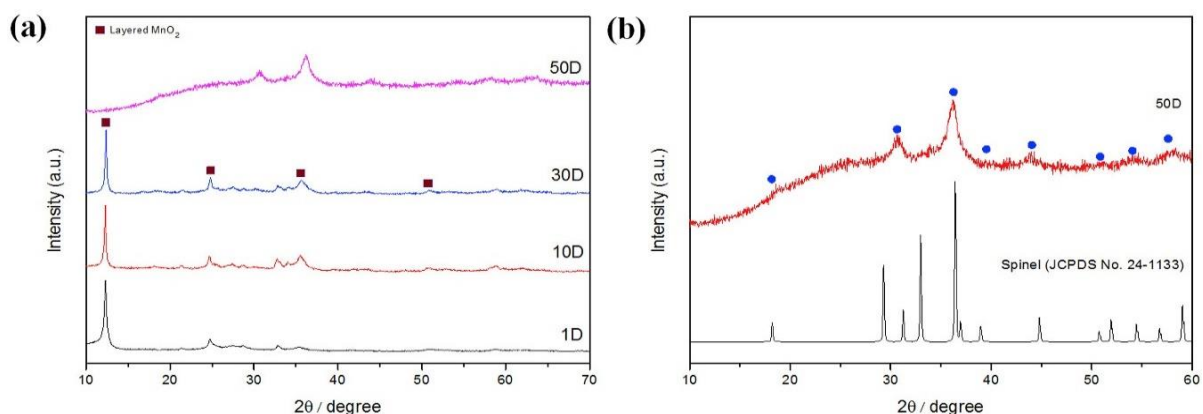 (a)
Layered MnO₂
50D
30D
10D
1D
Intensity (a.u.)
10 20 30 40 50 60 70
2θ / degree
(b)
50D
Spinel (JCPDS No. 24-1133)
Intensity (a.u.)
10 20 30 40 50 60
2θ / degree